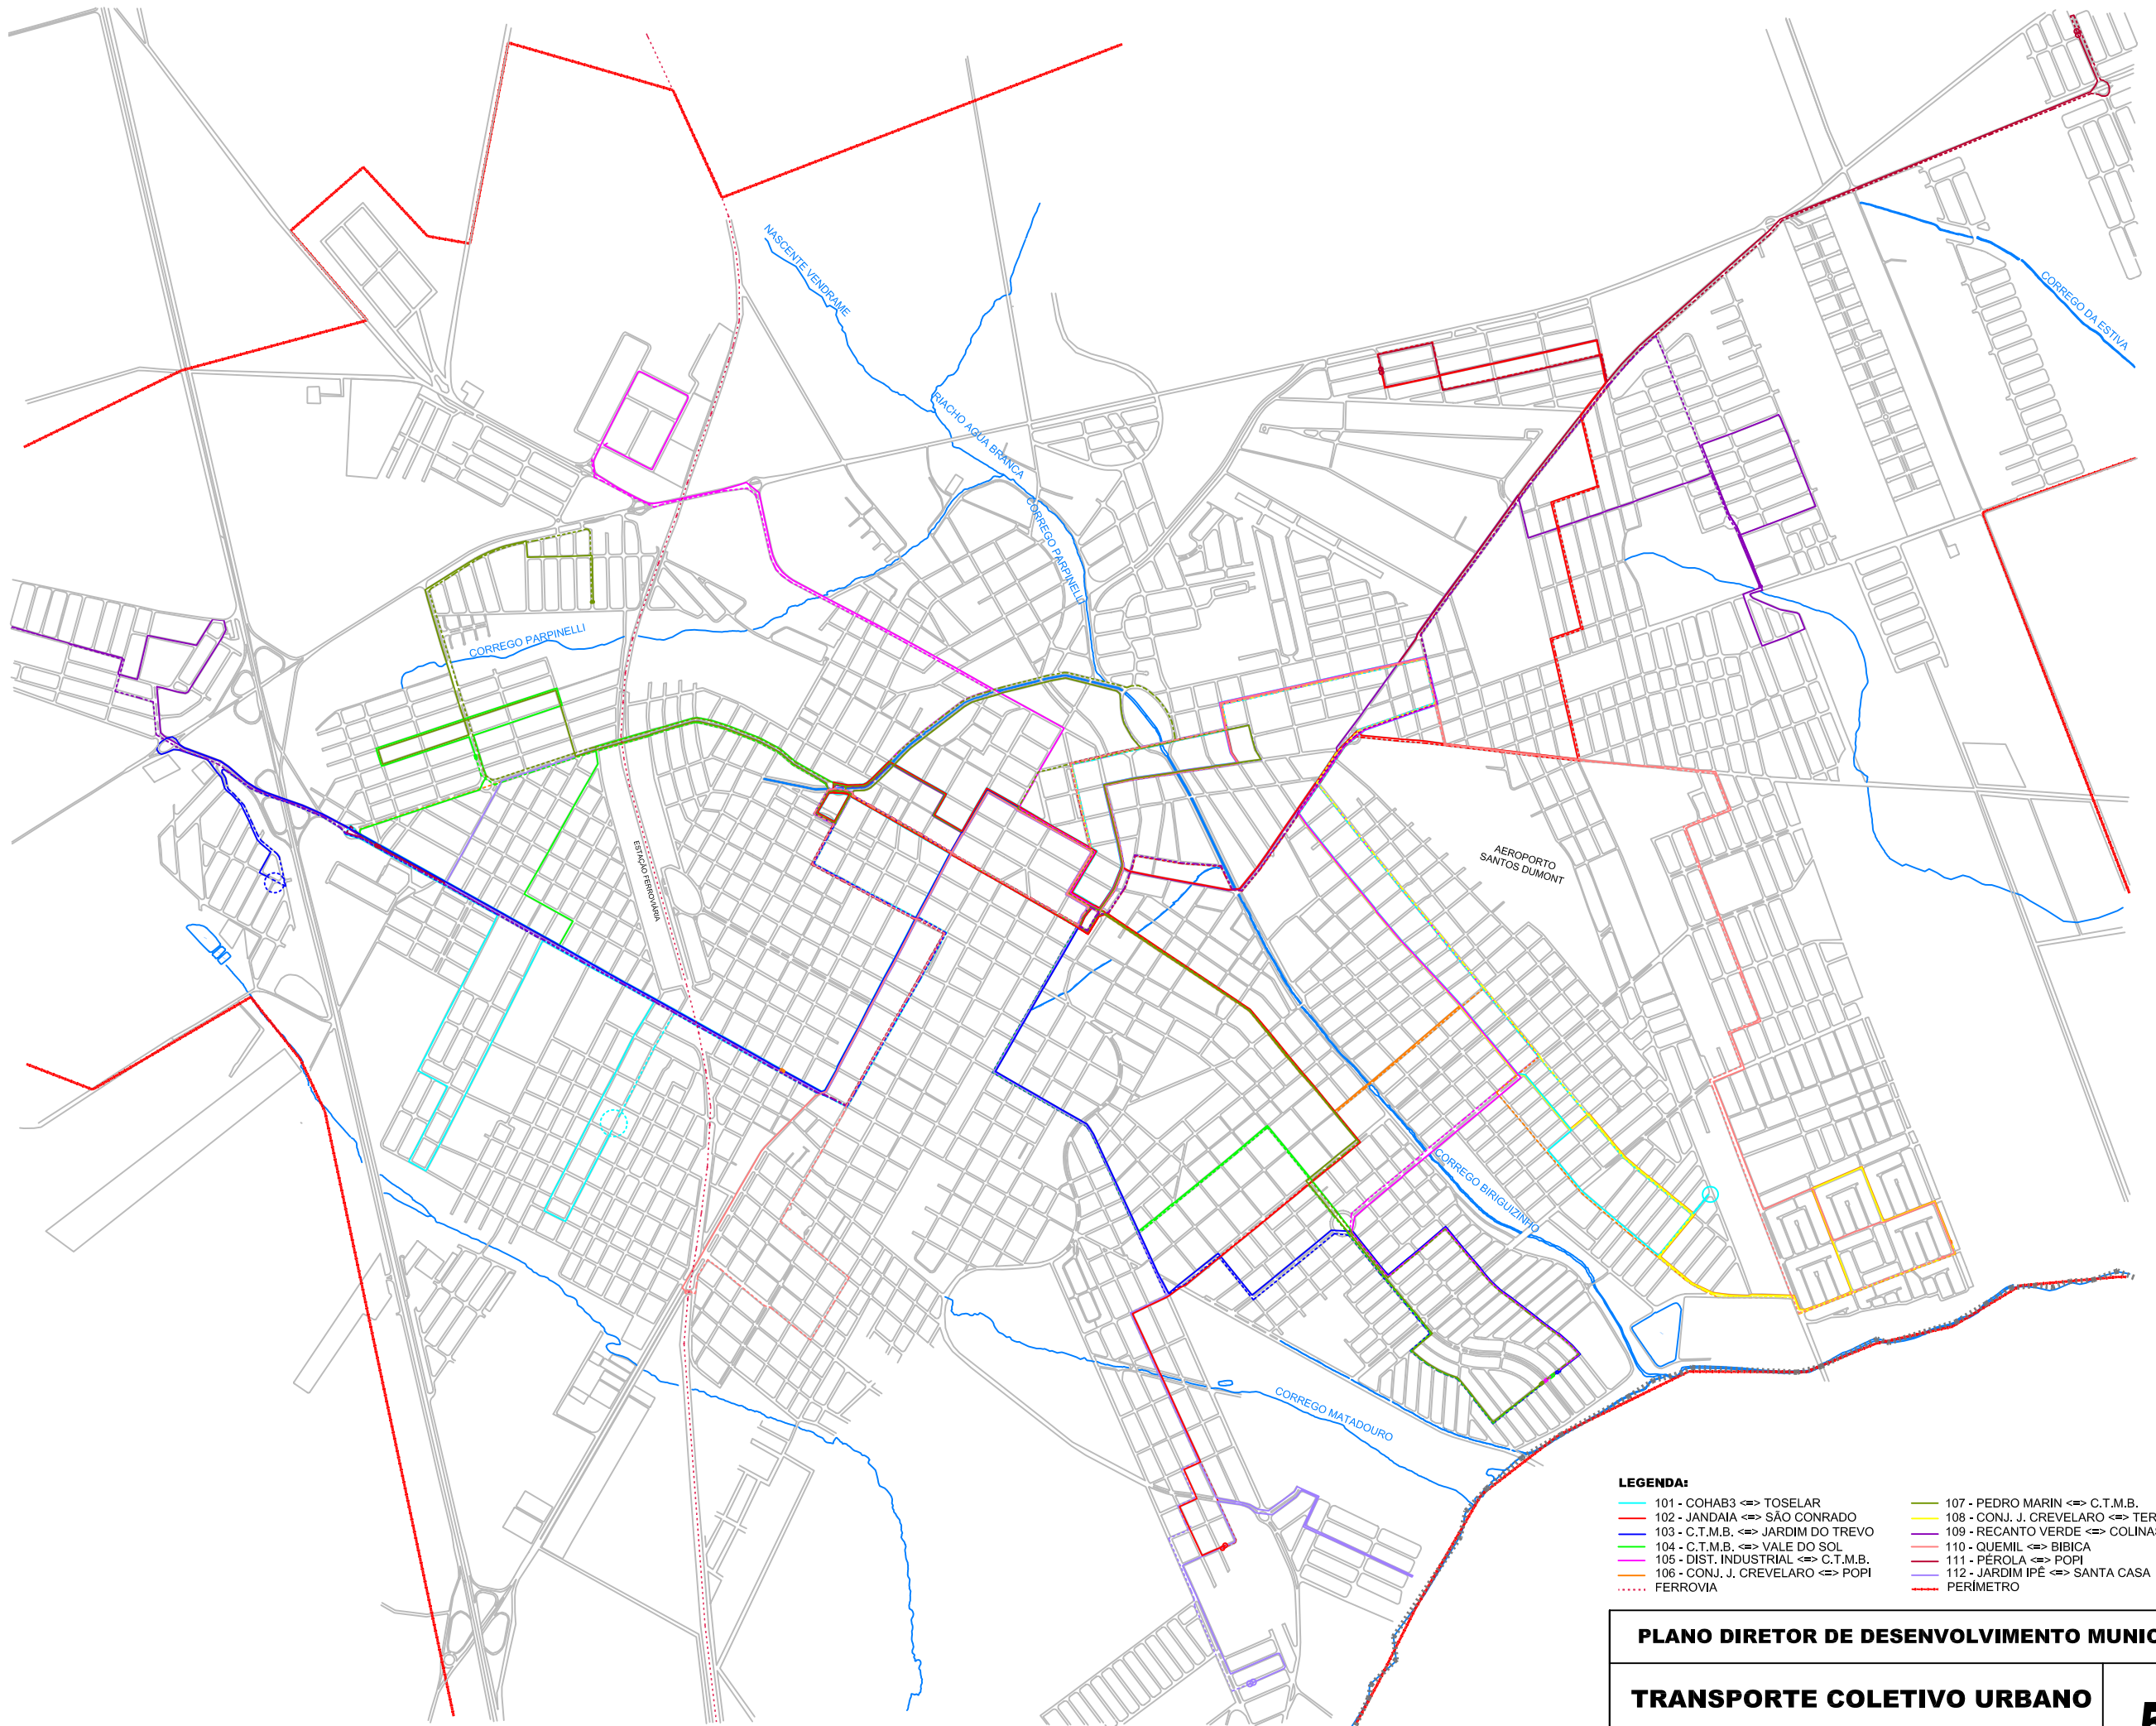 NASCENTE VENDRAME
RIACHO AGUA BRANCA
CORREGO PARPINELLI
CORREGO DA ESTIVA
CORREGO PARPINELLI
ESTAÇÃO FERROVIÁRIA
AEROPORTO
SANTOS DUMONT
CORREGO BIRIGUIZINHO
CORREGO MATADOURO
LEGENDA:
101 - COHAB3 <=> TOSELAR
102 - JANDAIA <=> SÃO CONRADO
103 - C.T.M.B. <=> JARDIM DO TREVO
104 - C.T.M.B. <=> VALE DO SOL
105 - DIST. INDUSTRIAL <=> C.T.M.B.
106 - CONJ. J. CREVELARO <=> POPI
FERROVIA
107 - PEDRO MARIN <=> C.T.M.B.
108 - CONJ. J. CREVELARO <=> TER
109 - RECANTO VERDE <=> COLINAS
110 - QUEMIL <=> BIBICA
111 - PÉROLA <=> POPI
112 - JARDIM IPÊ <=> SANTA CASA
PERÍMETRO
PLANO DIRETOR DE DESENVOLVIMENTO MUNIC
TRANSPORTE COLETIVO URBANO